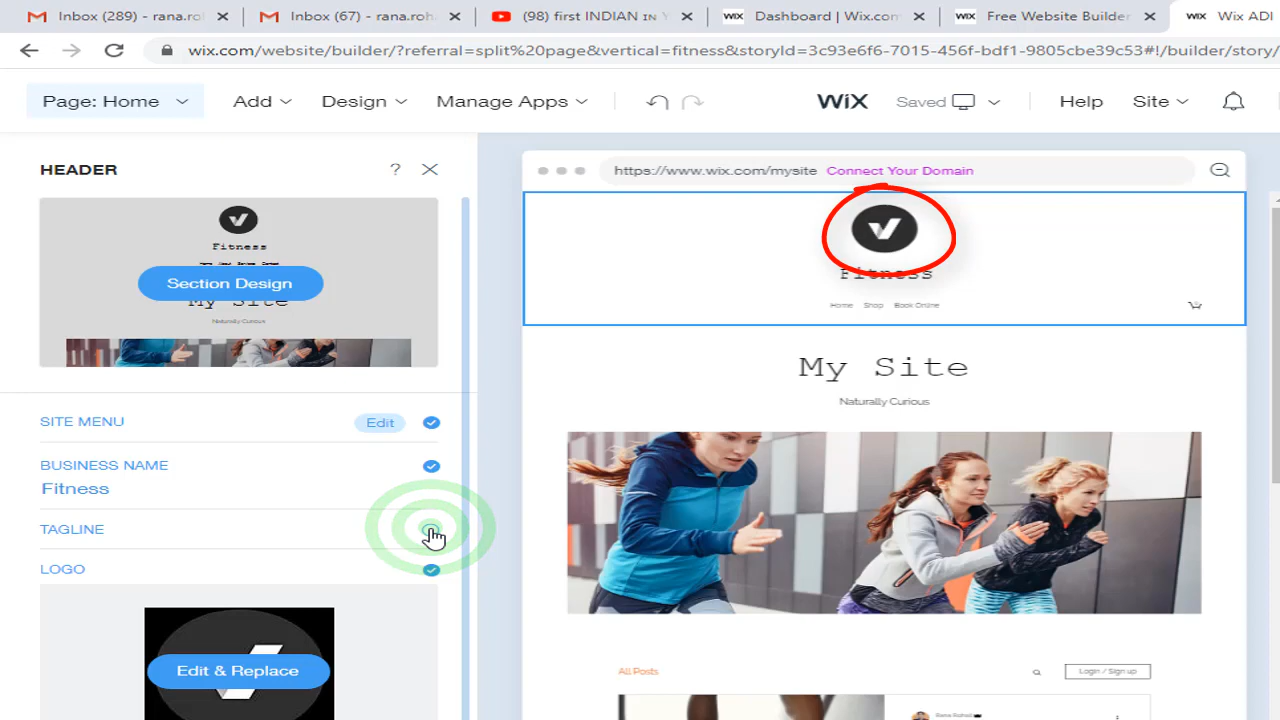 Inbox (289) - rana.rol
Inbox (67) - rana.roh
(98) first INDIAN IN Y
WIX Dashboard | Wix.com
WIX Free Website Builder
WIX Wix ADI
wix.com/website/builder/?referral=split%20page&vertical=fitness&storyId=3c93e6f6-7015-456f-bdf1-9805cbe39c53#!/builder/story/
Page: Home Add Design Manage Apps WiX Saved Help Site
HEADER ?
https://www.wix.com/mysite Connect Your Domain
Fitness
Section Design
My Site
Naturally Curious
SITE MENU Edit
BUSINESS NAME
Fitness
TAGLINE
LOGO
Edit & Replace
Fitness
Home Shop Book Online
My Site
Naturally Curious
All Posts Login / Sign up